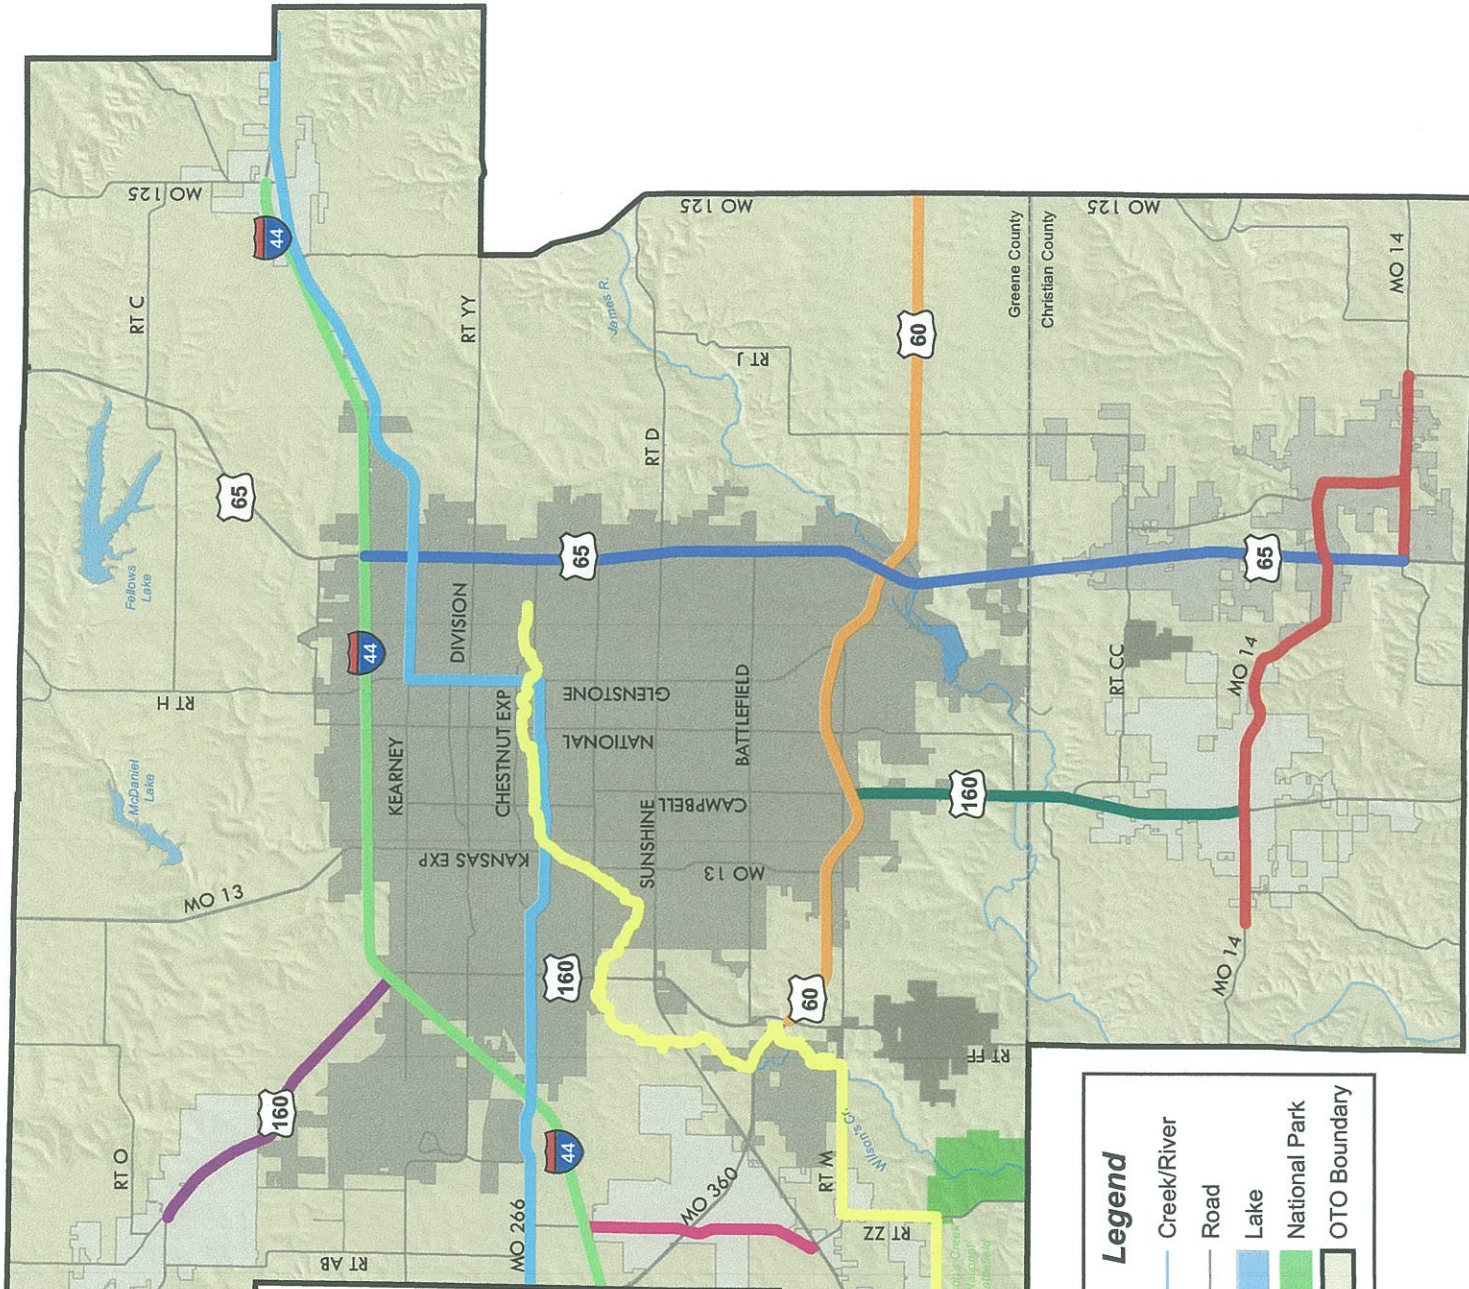 MO 125
44
RT C
RT YY
James R.
MO 125
RT J
60
Greene County
Christian County
MO 125
MO 14
65
Fellows
Lake
RT D
65
65
44
DIVISION
RT H
GLENSTONE
RT CC
MO 14
McDaniel
Lake
KEARNEY
CHESTNUT EXP
NATIONAL
BATTLEFIELD
CAMPBELL
160
MO 13
KANSAS EXP
SUNSHINE
MO 13
160
60
MO 14
RT FF
RT O
160
44
Wilson's Cr.
RT M
MO 360
RT ZZ
MO 266
RT AB
Legend
Creek/River
Road
Lake
National Park
OTO Boundary